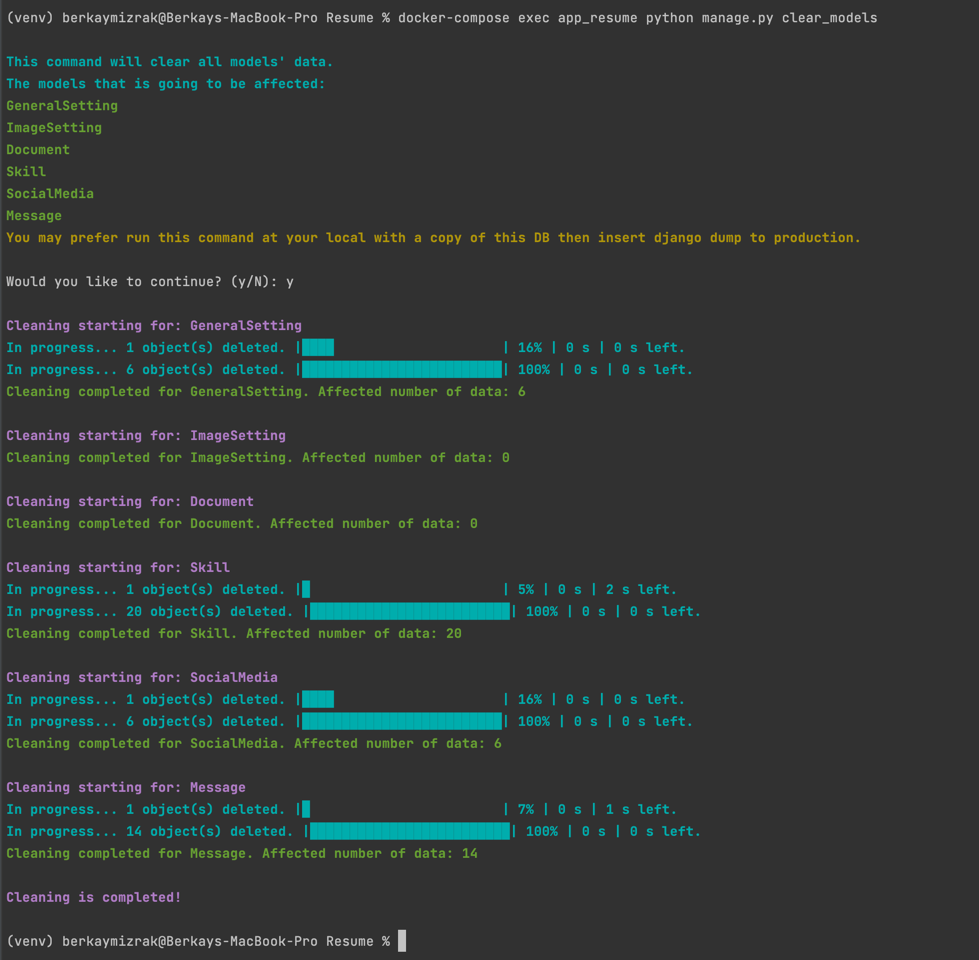 (venv) berkaymizrak@Berkays-MacBook-Pro Resume % docker-compose exec app_resume python manage.py clear_models
This command will clear all models' data.
The models that is going to be affected:
GeneralSetting
ImageSetting
Document
Skill
SocialMedia
Message
You may prefer run this command at your local with a copy of this DB then insert django dump to production.
Would you like to continue? (y/N): y
Cleaning starting for: GeneralSetting
In progress... 1 object(s) deleted. |████                     | 16% | 0 s | 0 s left.
In progress... 6 object(s) deleted. |█████████████████████████| 100% | 0 s | 0 s left.
Cleaning completed for GeneralSetting. Affected number of data: 6
Cleaning starting for: ImageSetting
Cleaning completed for ImageSetting. Affected number of data: 0
Cleaning starting for: Document
Cleaning completed for Document. Affected number of data: 0
Cleaning starting for: Skill
In progress... 1 object(s) deleted. |█                        | 5% | 0 s | 2 s left.
In progress... 20 object(s) deleted. |█████████████████████████| 100% | 0 s | 0 s left.
Cleaning completed for Skill. Affected number of data: 20
Cleaning starting for: SocialMedia
In progress... 1 object(s) deleted. |████                     | 16% | 0 s | 0 s left.
In progress... 6 object(s) deleted. |█████████████████████████| 100% | 0 s | 0 s left.
Cleaning completed for SocialMedia. Affected number of data: 6
Cleaning starting for: Message
In progress... 1 object(s) deleted. |█                        | 7% | 0 s | 1 s left.
In progress... 14 object(s) deleted. |█████████████████████████| 100% | 0 s | 0 s left.
Cleaning completed for Message. Affected number of data: 14
Cleaning is completed!
(venv) berkaymizrak@Berkays-MacBook-Pro Resume %